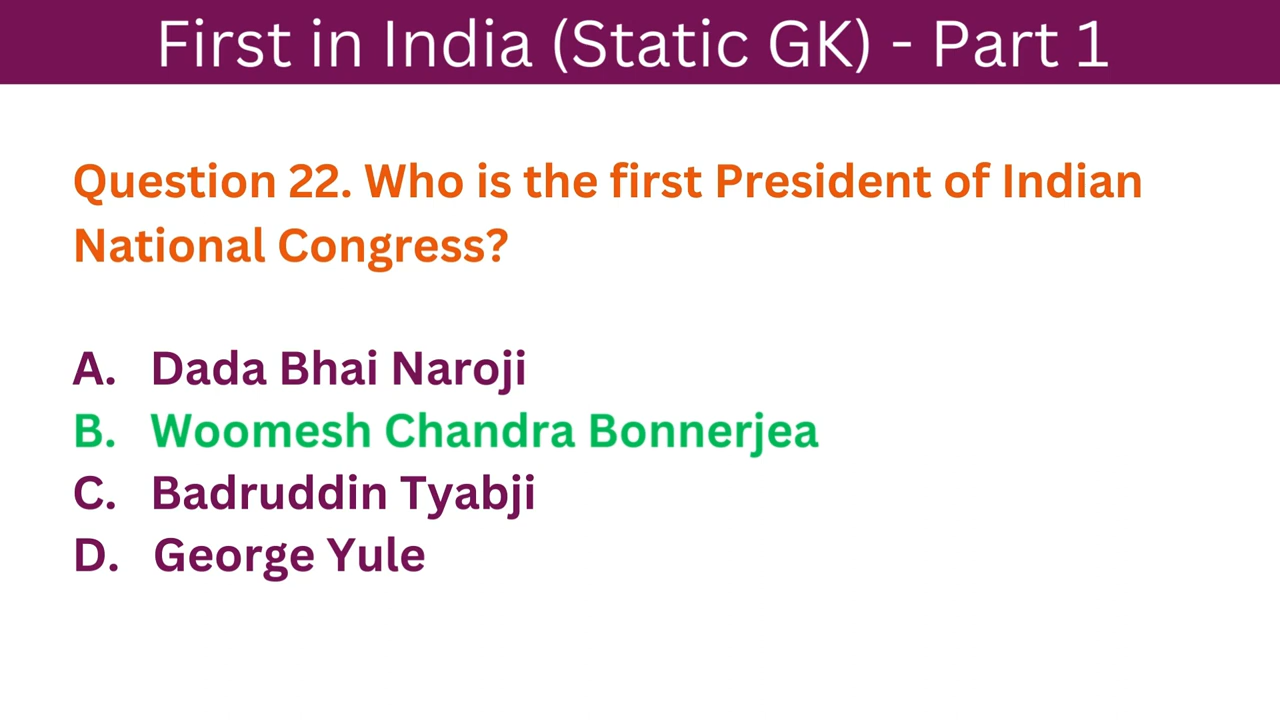 First in India (Static GK) - Part 1
Question 22. Who is the first President of Indian
National Congress?
A. Dada Bhai Naroji
B. Woomesh Chandra Bonnerjea
C. Badruddin Tyabji
D. George Yule